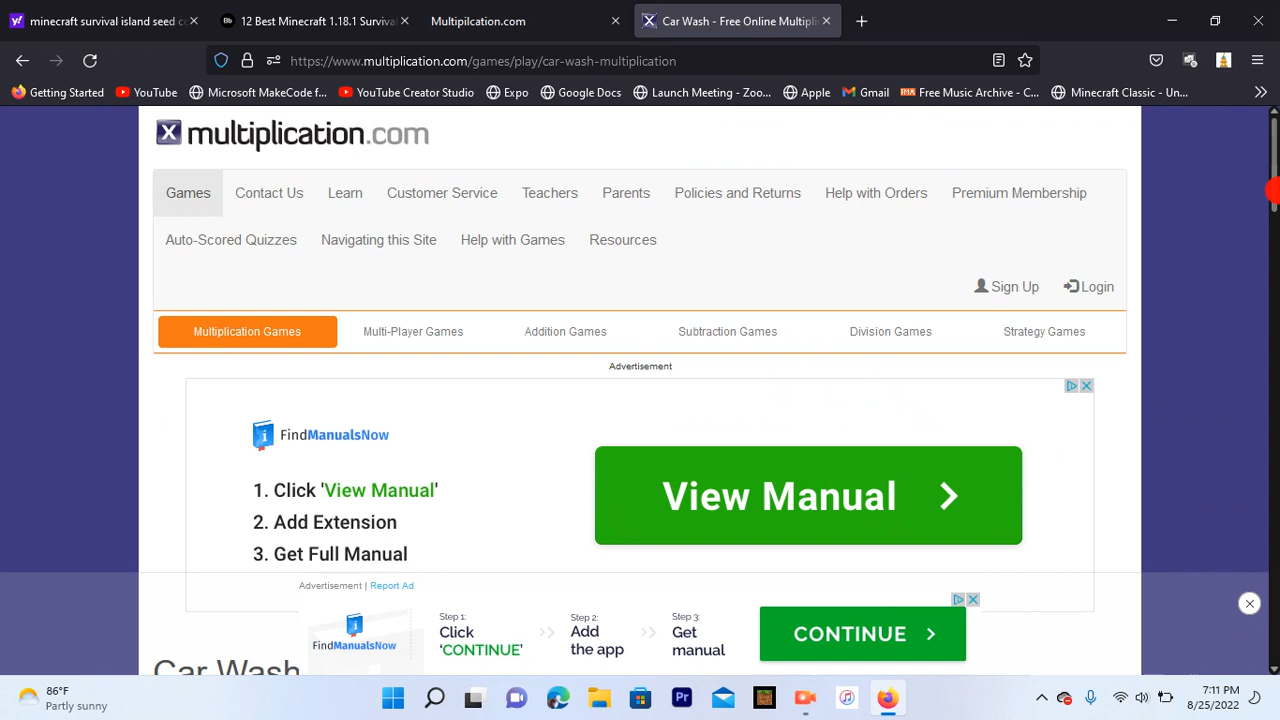 minecraft survival island seed c
12 Best Minecraft 1.18.1 Surviva
Multipilcation.com
Car Wash - Free Online Multipli
https://www.multiplication.com/games/play/car-wash-multiplication
Getting Started
YouTube
Microsoft MakeCode f...
YouTube Creator Studio
Expo
Google Docs
Launch Meeting - Zoo...
Apple
Gmail
Free Music Archive - C...
Minecraft Classic - Un...
X multiplication.com
Games Contact Us Learn Customer Service Teachers Parents Policies and Returns Help with Orders Premium Membership
Auto-Scored Quizzes Navigating this Site Help with Games Resources
Sign Up Login
Multiplication Games Multi-Player Games Addition Games Subtraction Games Division Games Strategy Games
Advertisement
FindManualsNow
1. Click 'View Manual'
2. Add Extension
3. Get Full Manual
View Manual
Advertisement | Report Ad
FindManualsNow
Step 1:
Click
'CONTINUE'
Step 2:
Add
the app
Step 3:
Get
manual
CONTINUE
Car Wash
86°F
Partly sunny
7:11 PM
8/25/2022